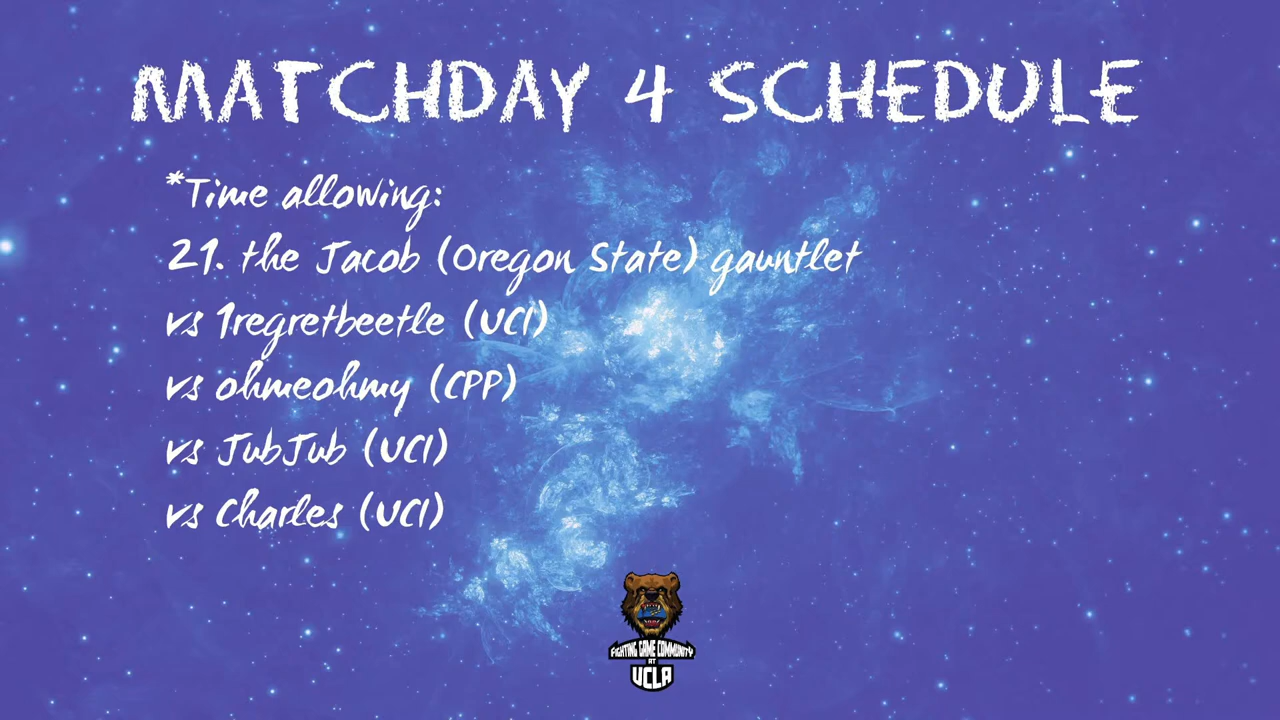 MATCHDAY 4 SCHEDULE
*Time allowing:
21. the Jacob (Oregon State) gauntlet
vs 1regretbeetle (UCI)
vs ohmeohmy (CPP)
vs JubJub (UCI)
vs Charles (UCI)
FIGHTING GAME COMMUNITY
AT
UCLA